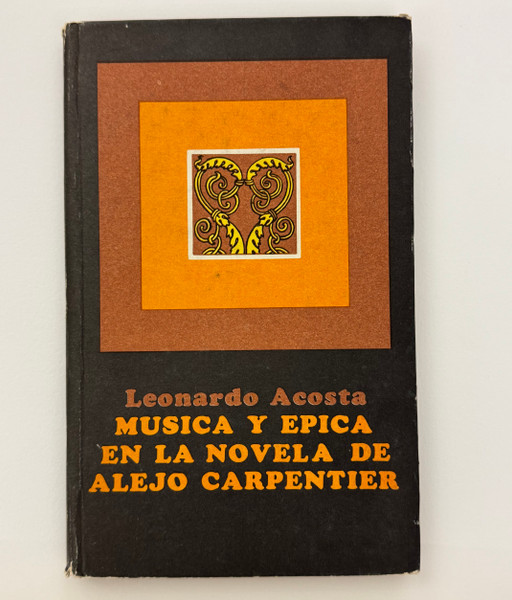 Leonardo Acosta
MUSICA Y EPICA
EN LA NOVELA DE
ALEJO CARPENTIER